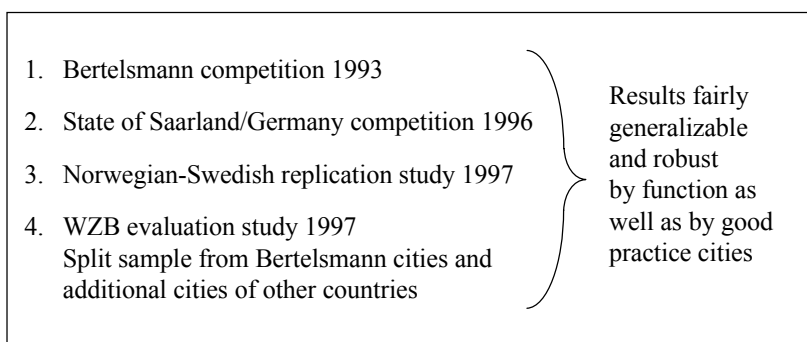 1. Bertelsmann competition 1993
2. State of Saarland/Germany competition 1996
3. Norwegian-Swedish replication study 1997
4. WZB evaluation study 1997
Split sample from Bertelsmann cities and
additional cities of other countries
Results fairly
generalizable
and robust
by function as
well as by good
practice cities